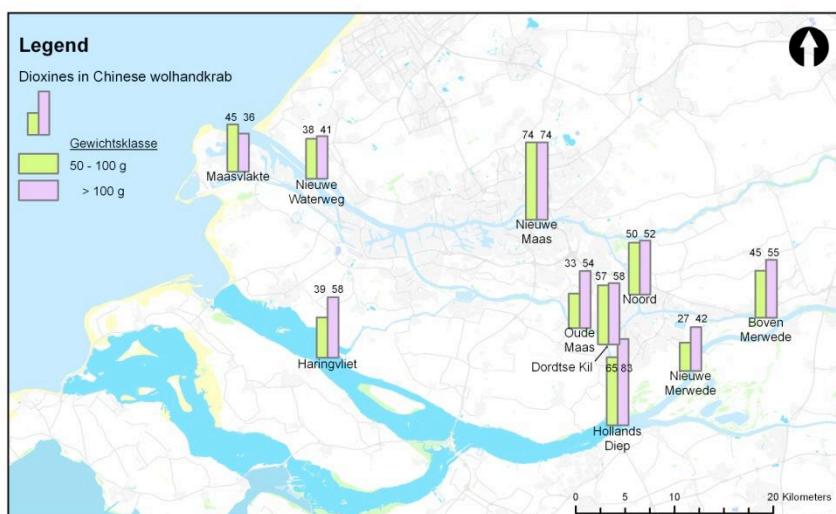 Legend
Dioxines in Chinese wolhandkrab
Gewichtsklasse
50 - 100 g
> 100 g
45 36
Maasvlakte
38 41
Nieuwe
Waterweg
74 74
Nieuwe
Maas
50 52
Noord
45 55
Boven
Merwede
33 54
Oude
Maas
57 58
Dordtse Kil
39 58
Haringvliet
27 42
Nieuwe
Merwede
65 83
Hollands
Diep
0 5 10 20 Kilometers